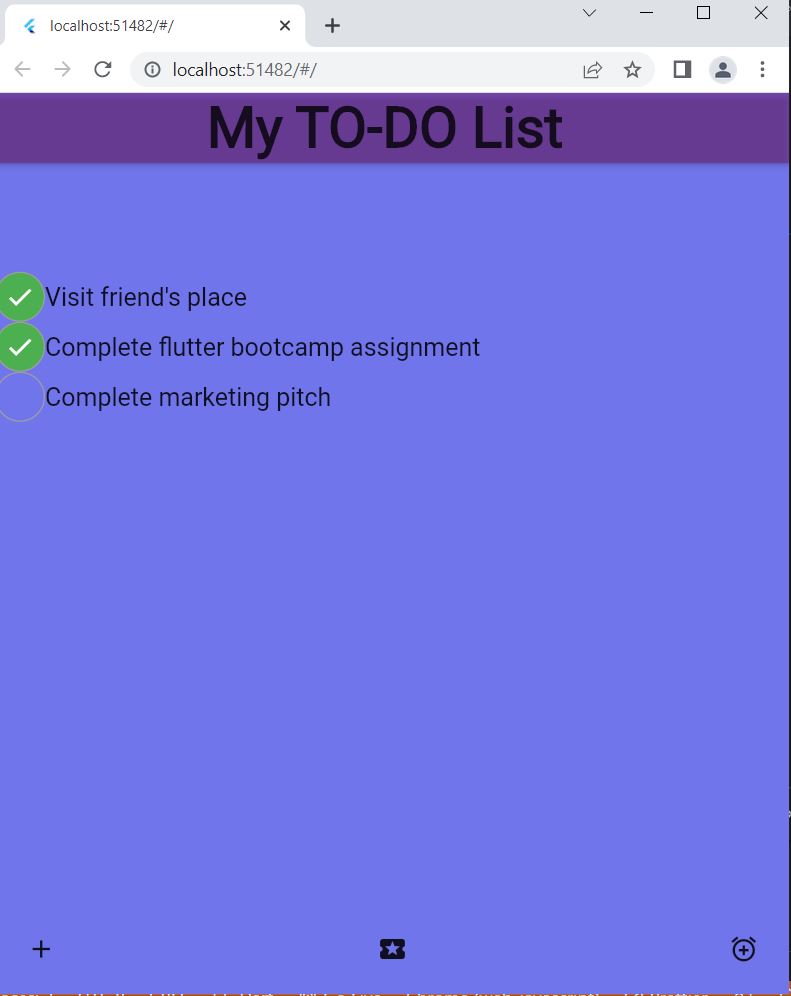 localhost:51482/#/
localhost:51482/#/
My TO-DO List
Visit friend's place
Complete flutter bootcamp assignment
Complete marketing pitch